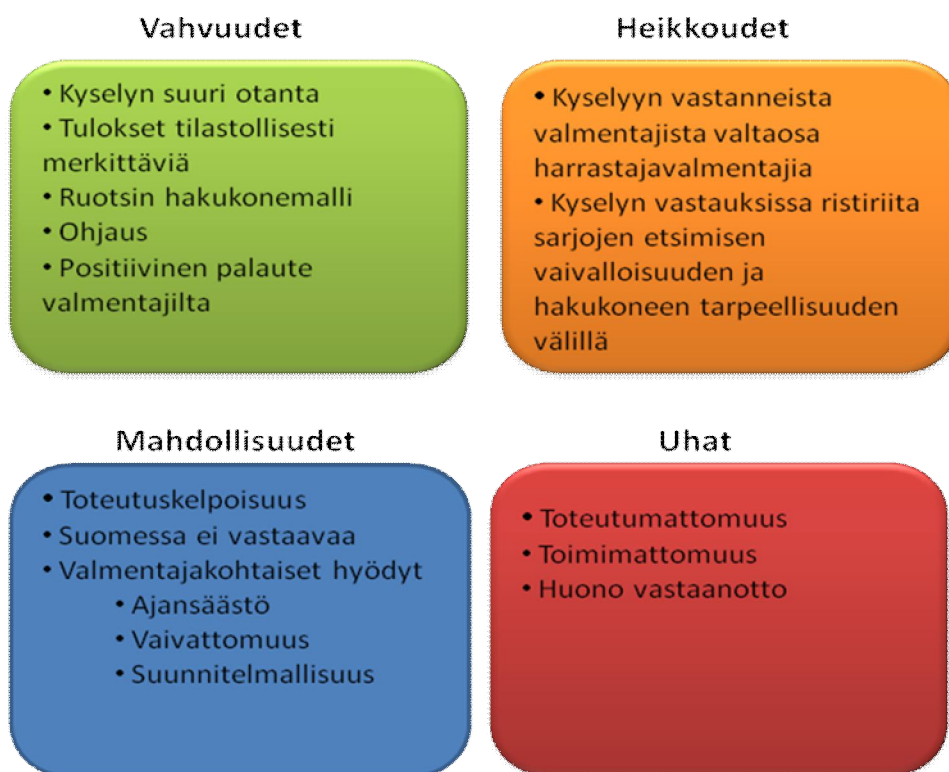 Vahvuudet
• Kyselyn suuri otanta
• Tulokset tilastollisesti
merkittäviä
• Ruotsin hakukonemalli
• Ohjaus
• Positiivinen palaute
valmentajilta
Heikkoudet
• Kyselyyn vastanneista
valmentajista valtaosa
harrastajavalmentajia
• Kyselyn vastauksissa ristiriita
sarjojen etsimisen
vaivalloisuuden ja
hakukoneen tarpeellisuuden
välillä
Mahdollisuudet
• Toteutuskelpoisuus
• Suomessa ei vastaavaa
• Valmentajakohtaiset hyödyt
• Ajansäästö
• Vaivattomuus
• Suunnitelmallisuus
Uhat
• Toteutumattomuus
• Toimimattomuus
• Huono vastaanotto